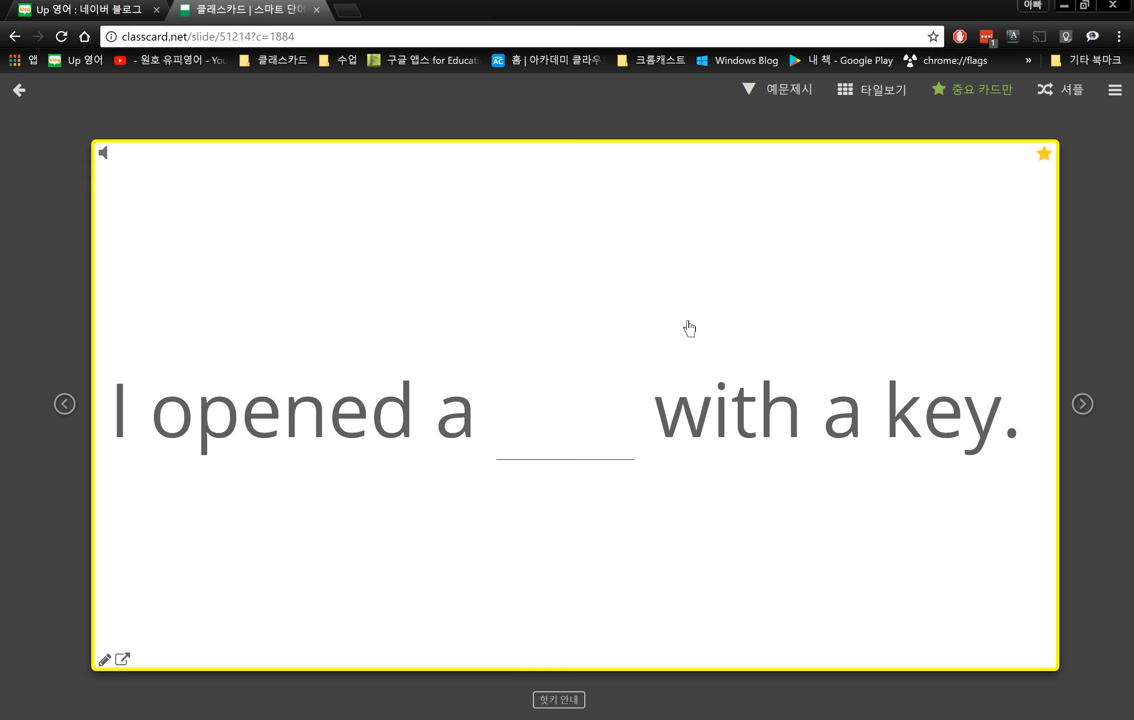 Up 영어 : 네이버 블로그
클래스카드 | 스마트 단어
아빠
classcard.net/slide/51214?c=1884
1
앱 Up 영어 - 원호 유피영어 - You 클래스카드 수업 구글 앱스 for Educati 홈 | 아카데미 클라우드 크롬캐스트 Windows Blog 내 책 - Google Play chrome://flags » 기타 북마크
예문제시 타일보기 중요 카드만 셔플
I opened a ____ with a key.
핫키 안내